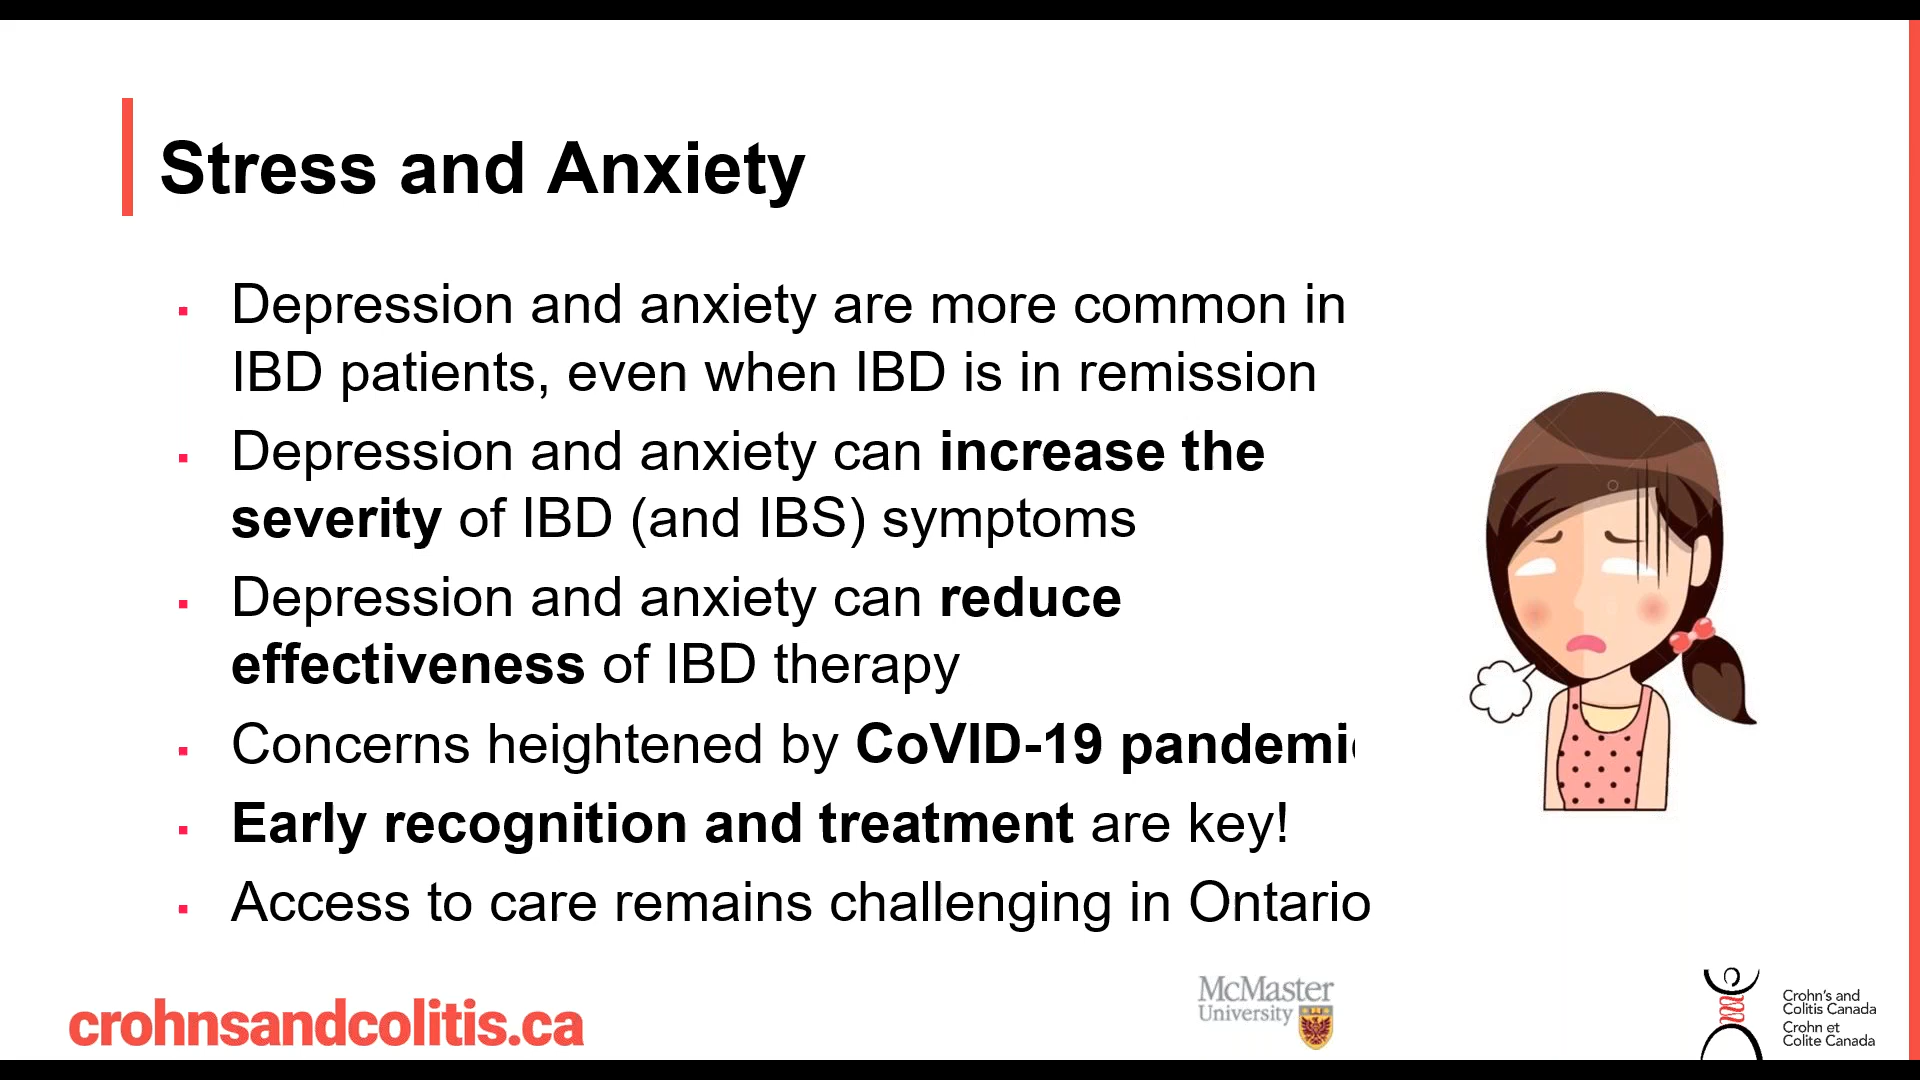 Stress and Anxiety
▪ Depression and anxiety are more common in
IBD patients, even when IBD is in remission
▪ Depression and anxiety can increase the
severity of IBD (and IBS) symptoms
▪ Depression and anxiety can reduce
effectiveness of IBD therapy
▪ Concerns heightened by CoVID-19 pandemic
▪ Early recognition and treatment are key!
▪ Access to care remains challenging in Ontario
crohnsandcolitis.ca
McMaster
University
Crohn's and
Colitis Canada
Crohn et
Colite Canada